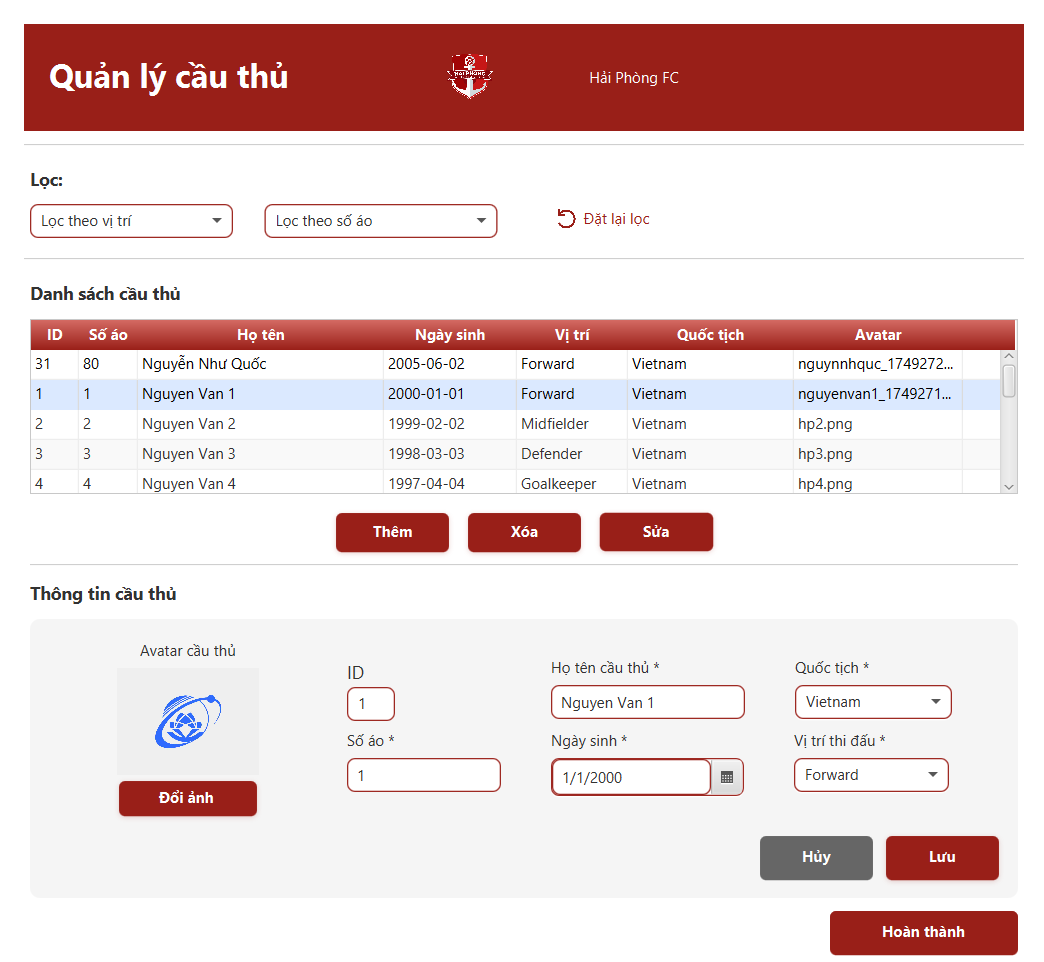 Quản lý cầu thủ
HAI PHONG
Hải Phòng FC
Lọc:
Lọc theo vị trí Lọc theo số áo Đặt lại lọc
Danh sách cầu thủ
ID Số áo Họ tên Ngày sinh Vị trí Quốc tịch Avatar
31 80 Nguyễn Như Quốc 2005-06-02 Forward Vietnam nguynnhquc_1749272...
1 1 Nguyen Van 1 2000-01-01 Forward Vietnam nguyenvan1_1749271...
2 2 Nguyen Van 2 1999-02-02 Midfielder Vietnam hp2.png
3 3 Nguyen Van 3 1998-03-03 Defender Vietnam hp3.png
4 4 Nguyen Van 4 1997-04-04 Goalkeeper Vietnam hp4.png
Thêm Xóa Sửa
Thông tin cầu thủ
Avatar cầu thủ
Đổi ảnh
ID Họ tên cầu thủ * Quốc tịch *
1 Nguyen Van 1 Vietnam
Số áo * Ngày sinh * Vị trí thi đấu *
1 1/1/2000 Forward
Hủy Lưu
Hoàn thành